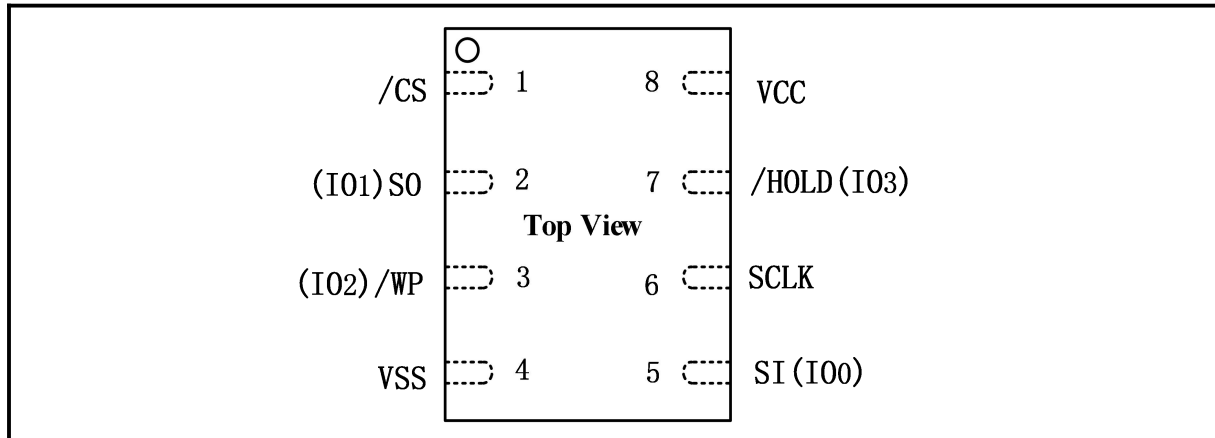 /CS 1 8 VCC
(IO1)SO 2 7 /HOLD(IO3)
Top View
(IO2)/WP 3 6 SCLK
VSS 4 5 SI(IO0)